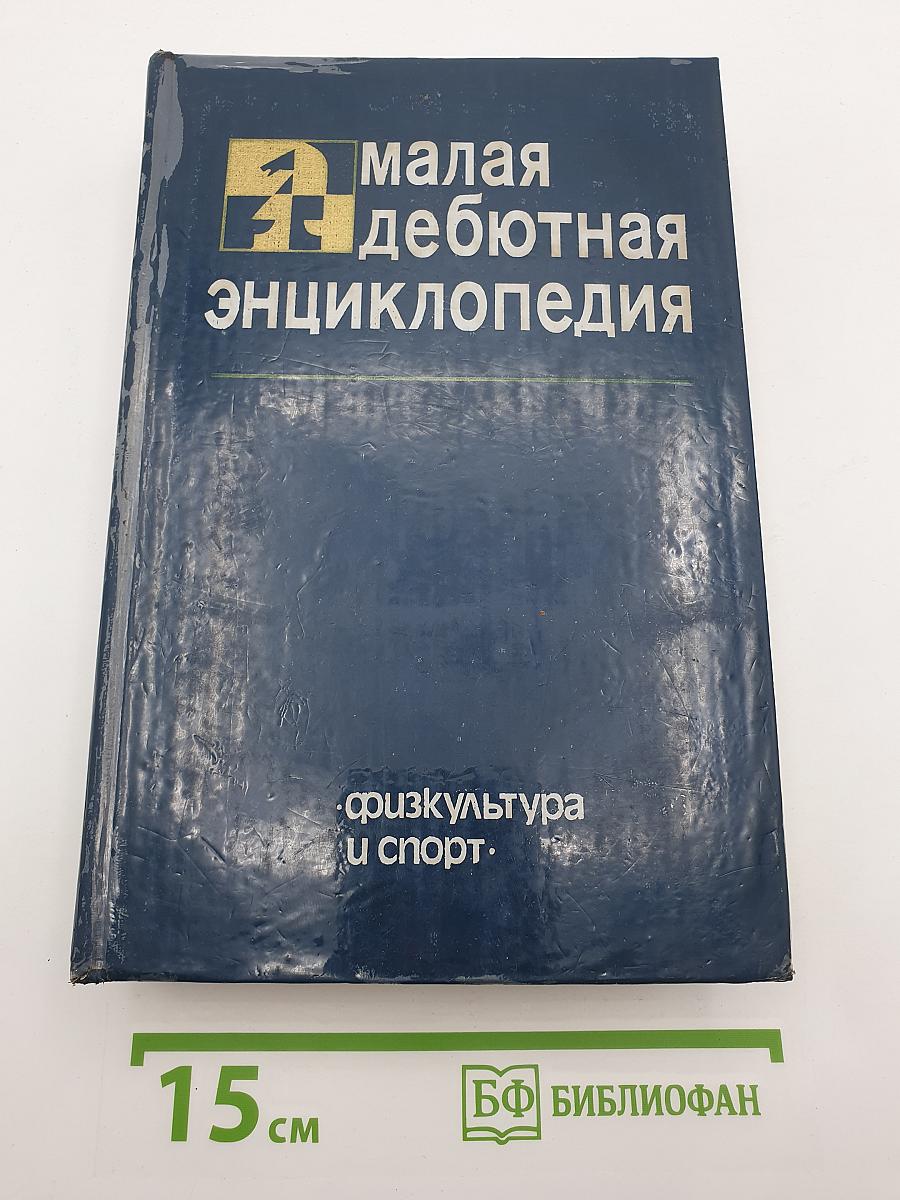 малая
дебютная
энциклопедия
·физкультура
и спорт·
15 см
БФ БИБЛИОФАН